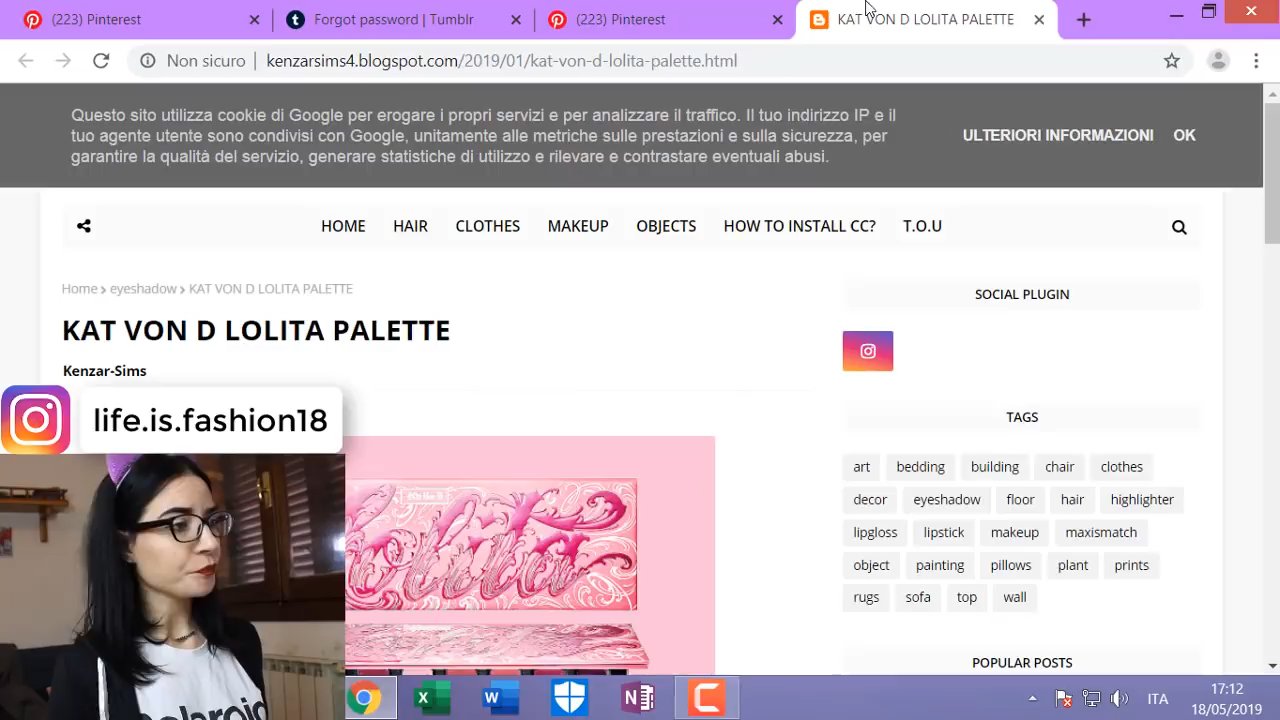 (223) Pinterest
Forgot password | Tumblr
(223) Pinterest
KAT VON D LOLITA PALETTE
Non sicuro
kenzarsims4.blogspot.com/2019/01/kat-von-d-lolita-palette.html
Questo sito utilizza cookie di Google per erogare i propri servizi e per analizzare il traffico. Il tuo indirizzo IP e il
tuo agente utente sono condivisi con Google, unitamente alle metriche sulle prestazioni e sulla sicurezza, per
garantire la qualità del servizio, generare statistiche di utilizzo e rilevare e contrastare eventuali abusi.
ULTERIORI INFORMAZIONI OK
HOME HAIR CLOTHES MAKEUP OBJECTS HOW TO INSTALL CC? T.O.U
Home > eyeshadow > KAT VON D LOLITA PALETTE
KAT VON D LOLITA PALETTE
Kenzar-Sims
life.is.fashion18
Lolita
Polaroid
SOCIAL PLUGIN
TAGS
art bedding building chair clothes
decor eyeshadow floor hair highlighter
lipgloss lipstick makeup maxismatch
object painting pillows plant prints
rugs sofa top wall
POPULAR POSTS
ITA
17:12
18/05/2019